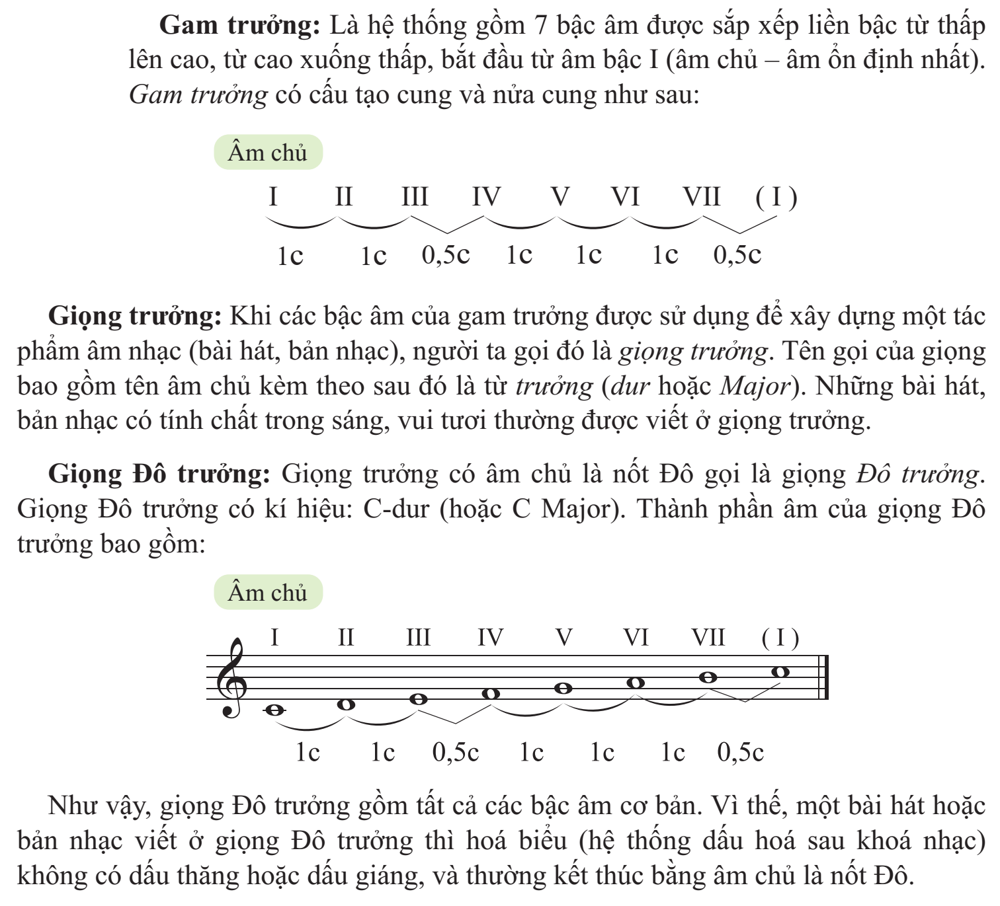 Gam trưởng: Là hệ thống gồm 7 bậc âm được sắp xếp liền bậc từ thấp
lên cao, từ cao xuống thấp, bắt đầu từ âm bậc I (âm chủ – âm ổn định nhất).
Gam trưởng có cấu tạo cung và nửa cung như sau:
Âm chủ
I II III IV V VI VII ( I )
1c 1c 0,5c 1c 1c 1c 0,5c
Giọng trưởng: Khi các bậc âm của gam trưởng được sử dụng để xây dựng một tác
phẩm âm nhạc (bài hát, bản nhạc), người ta gọi đó là giọng trưởng. Tên gọi của giọng
bao gồm tên âm chủ kèm theo sau đó là từ trưởng (dur hoặc Major). Những bài hát,
bản nhạc có tính chất trong sáng, vui tươi thường được viết ở giọng trưởng.
Giọng Đô trưởng: Giọng trưởng có âm chủ là nốt Đô gọi là giọng Đô trưởng.
Giọng Đô trưởng có kí hiệu: C-dur (hoặc C Major). Thành phần âm của giọng Đô
trưởng bao gồm:
Âm chủ
I II III IV V VI VII ( I )
1c 1c 0,5c 1c 1c 1c 0,5c
Như vậy, giọng Đô trưởng gồm tất cả các bậc âm cơ bản. Vì thế, một bài hát hoặc
bản nhạc viết ở giọng Đô trưởng thì hoá biểu (hệ thống dấu hoá sau khoá nhạc)
không có dấu thăng hoặc dấu giáng, và thường kết thúc bằng âm chủ là nốt Đô.